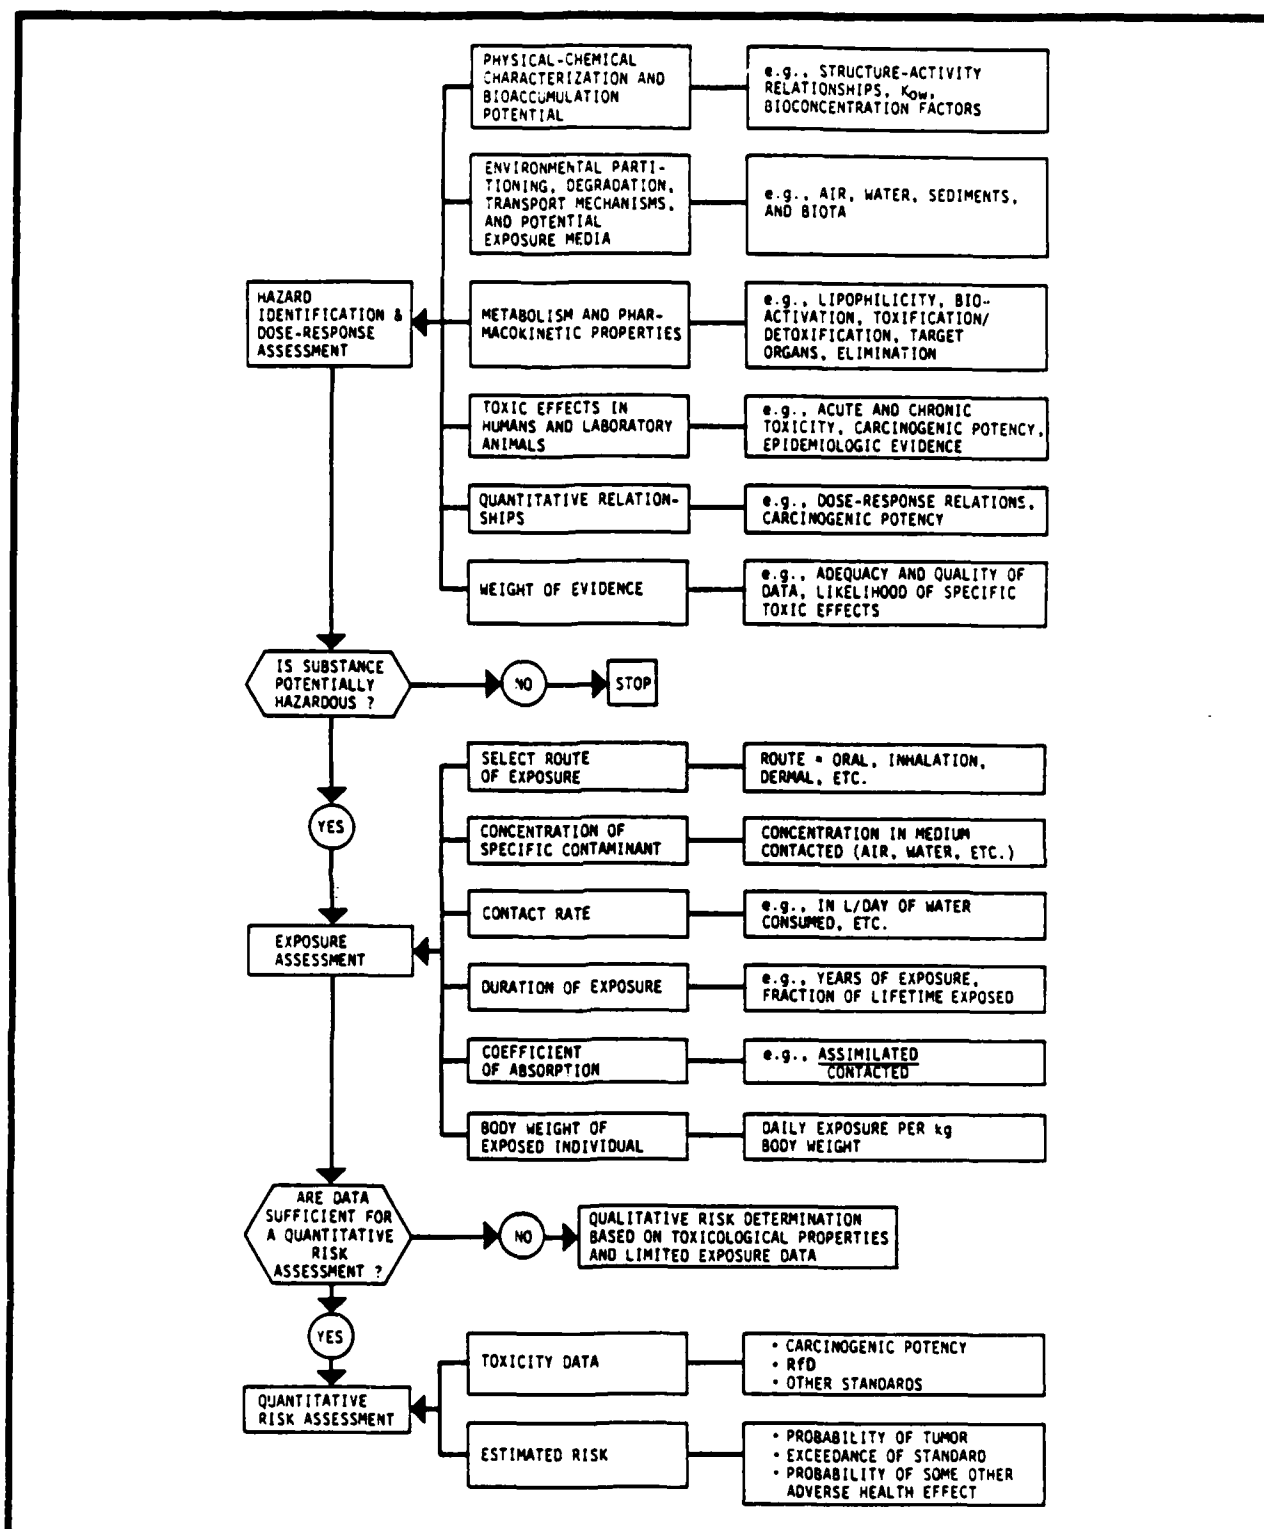 PHYSICAL-CHEMICAL
CHARACTERIZATION AND
BIOACCUMULATION
POTENTIAL
e.g., STRUCTURE-ACTIVITY
RELATIONSHIPS, Kow,
BIOCONCENTRATION FACTORS
ENVIRONMENTAL PARTI-
TIONING, DEGRADATION,
TRANSPORT MECHANISMS,
AND POTENTIAL
EXPOSURE MEDIA
e.g., AIR, WATER, SEDIMENTS,
AND BIOTA
HAZARD
IDENTIFICATION &
DOSE-RESPONSE
ASSESSMENT
METABOLISM AND PHAR-
MACOKINETIC PROPERTIES
e.g., LIPOPHILICITY, BIO-
ACTIVATION, TOXIFICATION/
DETOXIFICATION, TARGET
ORGANS, ELIMINATION
TOXIC EFFECTS IN
HUMANS AND LABORATORY
ANIMALS
e.g., ACUTE AND CHRONIC
TOXICITY, CARCINOGENIC POTENCY,
EPIDEMIOLOGIC EVIDENCE
QUANTITATIVE RELATION-
SHIPS
e.g., DOSE-RESPONSE RELATIONS,
CARCINOGENIC POTENCY
WEIGHT OF EVIDENCE
e.g., ADEQUACY AND QUALITY OF
DATA, LIKELIHOOD OF SPECIFIC
TOXIC EFFECTS
IS SUBSTANCE
POTENTIALLY
HAZARDOUS ?
NO
STOP
YES
SELECT ROUTE
OF EXPOSURE
ROUTE = ORAL, INHALATION,
DERMAL, ETC.
CONCENTRATION OF
SPECIFIC CONTAMINANT
CONCENTRATION IN MEDIUM
CONTACTED (AIR, WATER, ETC.)
CONTACT RATE
e.g., IN L/DAY OF WATER
CONSUMED, ETC.
EXPOSURE
ASSESSMENT
DURATION OF EXPOSURE
e.g., YEARS OF EXPOSURE,
FRACTION OF LIFETIME EXPOSED
COEFFICIENT
OF ABSORPTION
e.g., ASSIMILATED
CONTACTED
BODY WEIGHT OF
EXPOSED INDIVIDUAL
DAILY EXPOSURE PER kg
BODY WEIGHT
ARE DATA
SUFFICIENT FOR
A QUANTITATIVE
RISK
ASSESSMENT ?
NO
QUALITATIVE RISK DETERMINATION
BASED ON TOXICOLOGICAL PROPERTIES
AND LIMITED EXPOSURE DATA
YES
QUANTITATIVE
RISK ASSESSMENT
TOXICITY DATA
• CARCINOGENIC POTENCY
• RfD
• OTHER STANDARDS
ESTIMATED RISK
• PROBABILITY OF TUMOR
• EXCEEDANCE OF STANDARD
• PROBABILITY OF SOME OTHER
ADVERSE HEALTH EFFECT